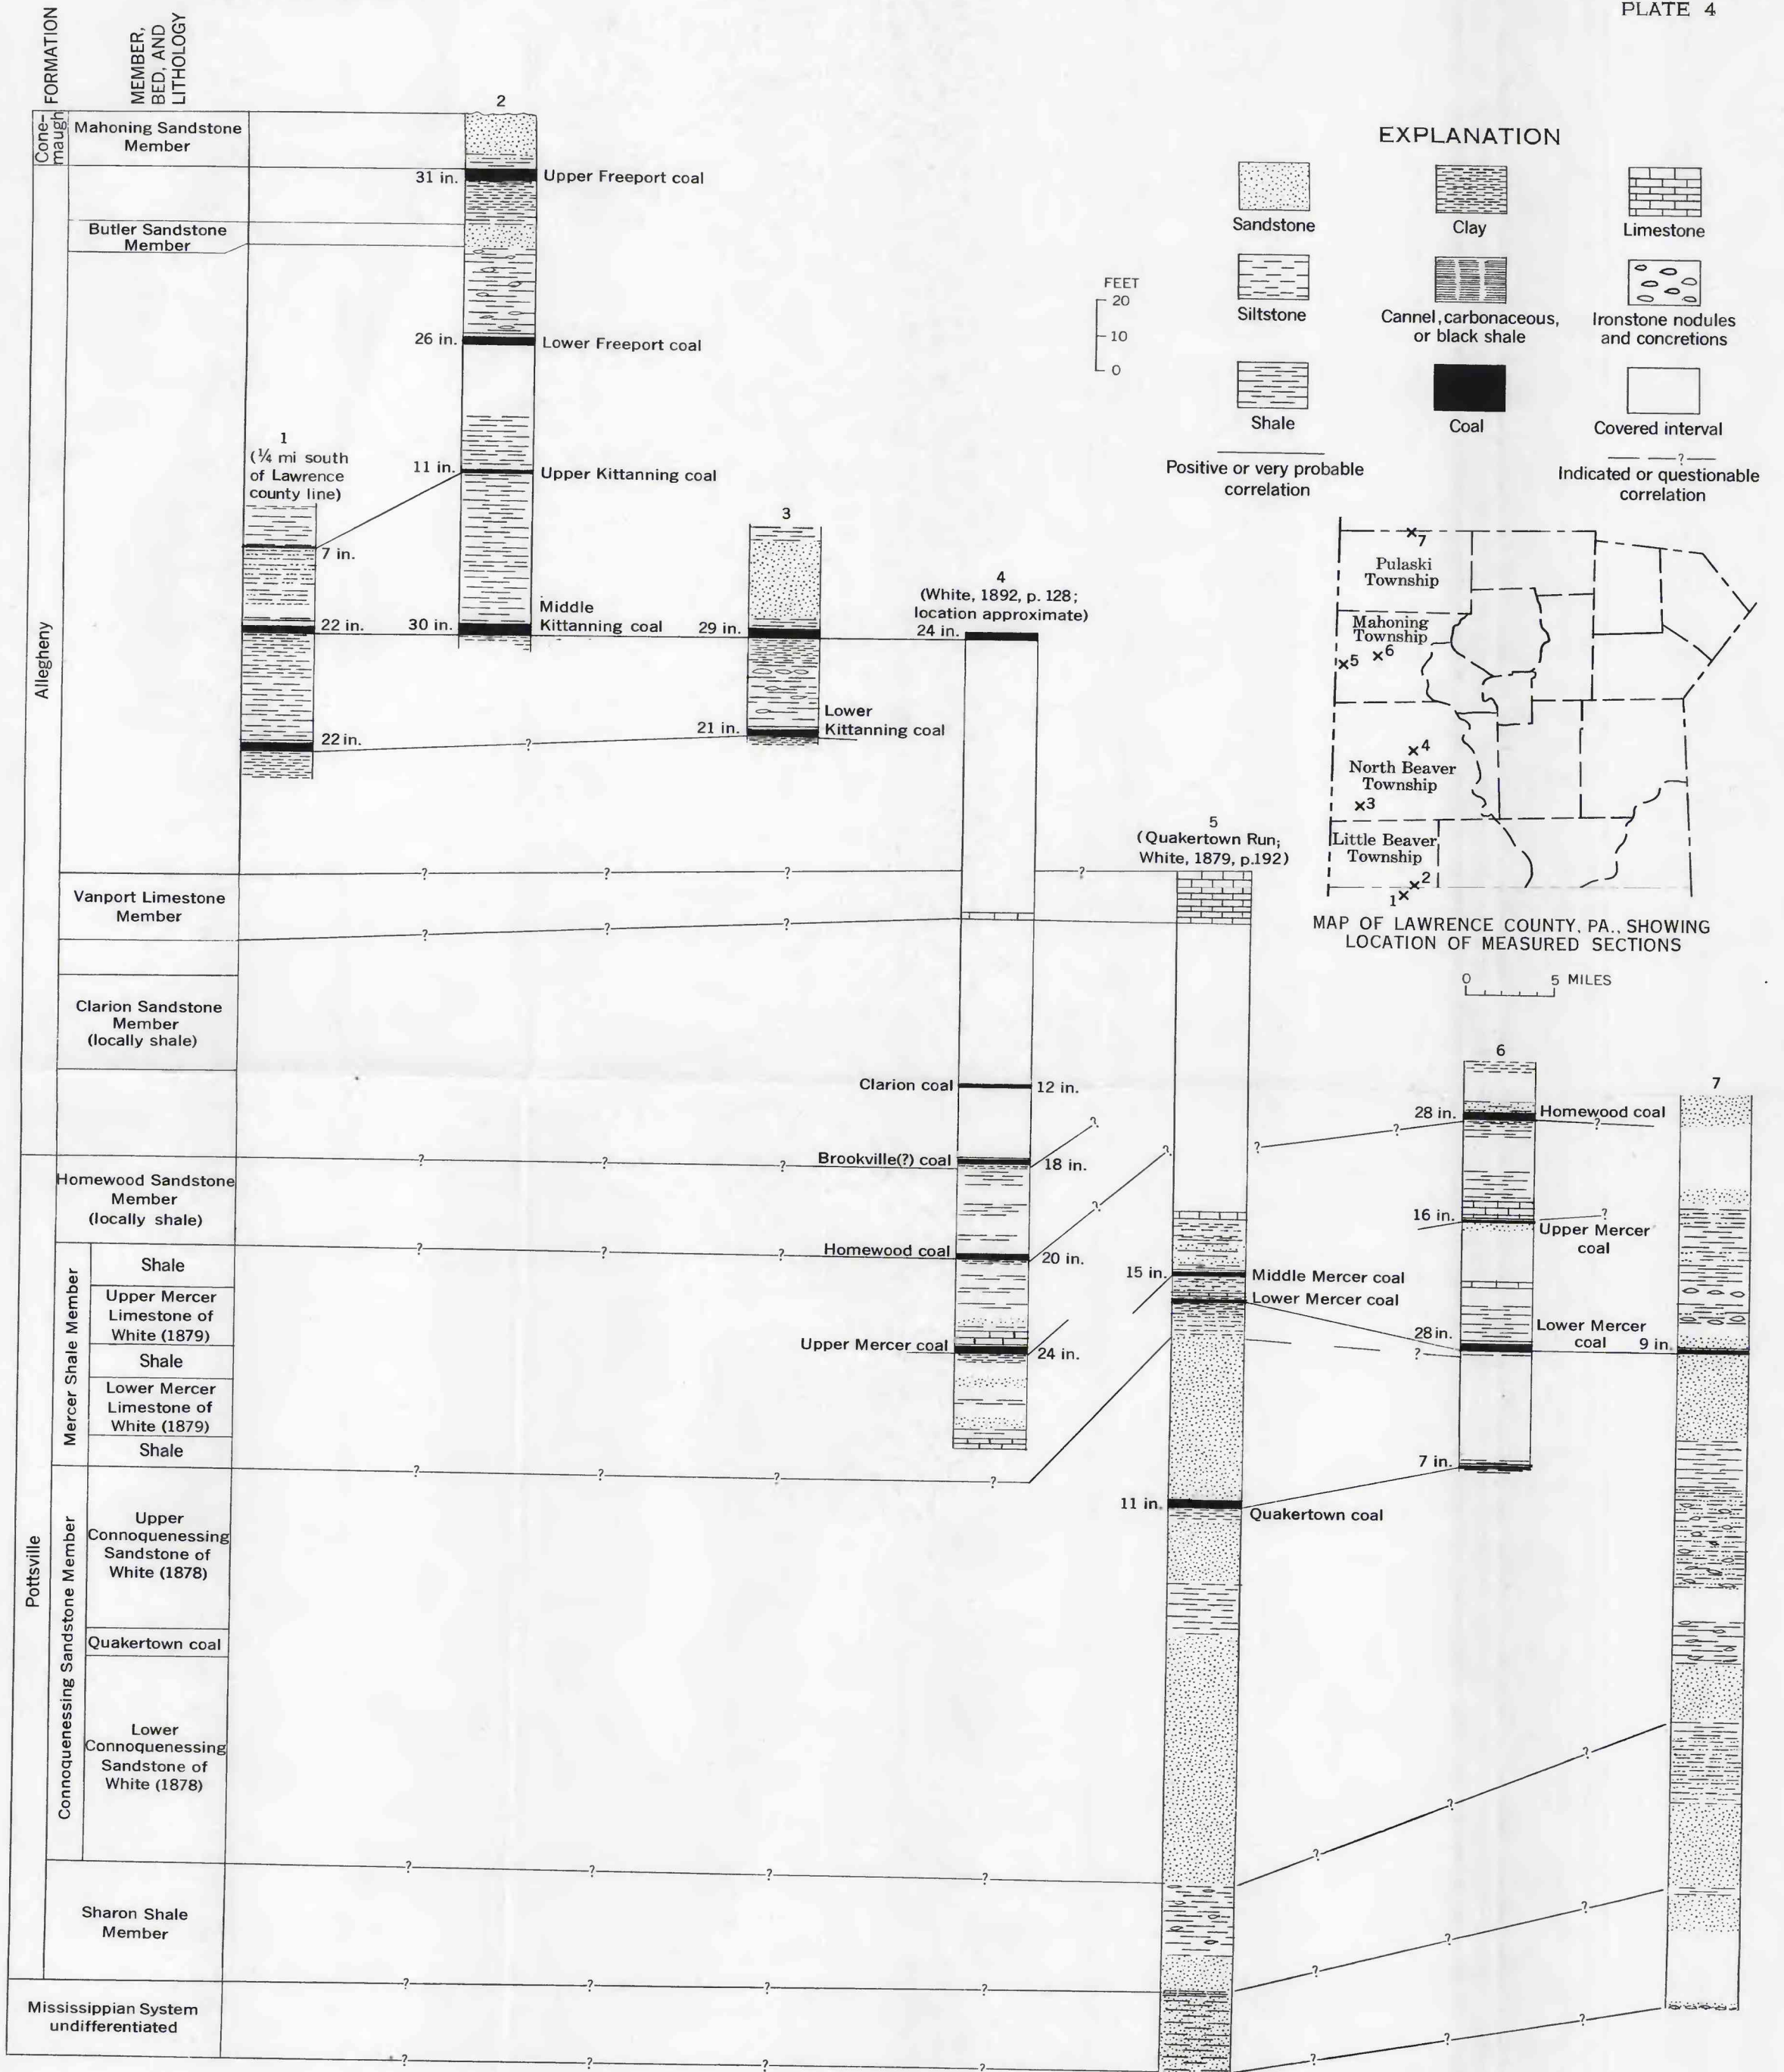 PLATE 4
FORMATION
MEMBER,
BED, AND
LITHOLOGY
Cone-
maugh
Mahoning Sandstone
Member
Butler Sandstone
Member
Allegheny
Vanport Limestone
Member
Clarion Sandstone
Member
(locally shale)
Pottsville
Homewood Sandstone
Member
(locally shale)
Mercer Shale Member
Shale
Upper Mercer
Limestone of
White (1879)
Shale
Lower Mercer
Limestone of
White (1879)
Shale
Connoquenessing Sandstone Member
Upper
Connoquenessing
Sandstone of
White (1878)
Quakertown coal
Lower
Connoquenessing
Sandstone of
White (1878)
Sharon Shale
Member
Mississippian System
undifferentiated
1
(¼ mi south
of Lawrence
county line)
7 in.
22 in.
22 in.
2
31 in.
Upper Freeport coal
26 in.
Lower Freeport coal
11 in.
Upper Kittanning coal
30 in.
Middle
Kittanning coal
3
29 in.
21 in.
Lower
Kittanning coal
4
(White, 1892, p. 128;
location approximate)
24 in.
Clarion coal
12 in.
Brookville(?) coal
18 in.
Homewood coal
20 in.
Upper Mercer coal
24 in.
5
(Quakertown Run;
White, 1879, p.192)
15 in.
Middle Mercer coal
Lower Mercer coal
11 in.
Quakertown coal
6
28 in.
Homewood coal
16 in.
Upper Mercer
coal
28 in.
Lower Mercer
coal
7 in.
7
9 in.
FEET
20
10
0
EXPLANATION
Sandstone
Clay
Limestone
Siltstone
Cannel, carbonaceous,
or black shale
Ironstone nodules
and concretions
Shale
Coal
Covered interval
Positive or very probable
correlation
?
Indicated or questionable
correlation
7
Pulaski
Township
Mahoning
Township
5
6
4
North Beaver
Township
3
Little Beaver
Township
2
1
MAP OF LAWRENCE COUNTY, PA., SHOWING
LOCATION OF MEASURED SECTIONS
0 5 MILES
? ? ? ?
? ? ?
?
? ? ? ?
? ? ? ?
? ? ?
? ?
?
?
? ? ? ?
? ? ? ? ? ? ?
? ? ? ? ? ? ?
? ? ? ? ? ? ?